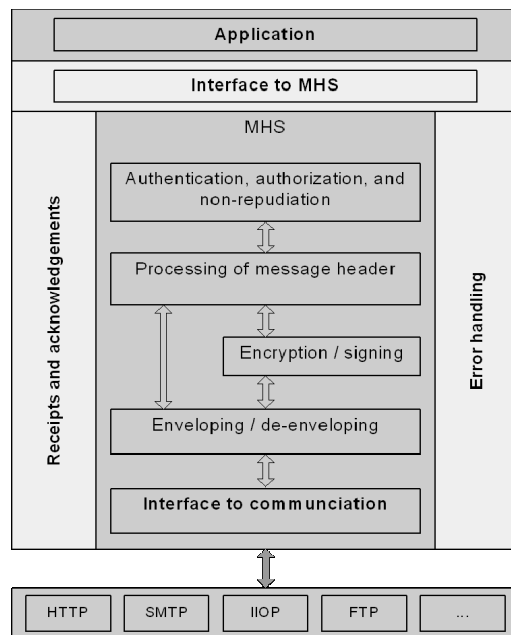 Application
Interface to MHS
MHS
Receipts and acknowledgements
Authentication, authorization, and
non-repudiation
Processing of message header
Encryption / signing
Enveloping / de-enveloping
Interface to communciation
Error handling
HTTP
SMTP
IIOP
FTP
...